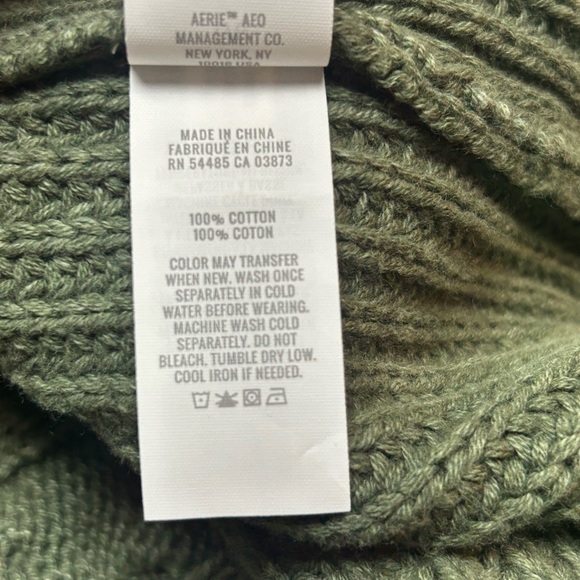 AERIE™ AEO
MANAGEMENT CO.
NEW YORK, NY
10016 USA
MADE IN CHINA
FABRIQUÉ EN CHINE
RN 54485 CA 03873
100% COTTON
100% COTON
COLOR MAY TRANSFER
WHEN NEW. WASH ONCE
SEPARATELY IN COLD
WATER BEFORE WEARING.
MACHINE WASH COLD
SEPARATELY. DO NOT
BLEACH. TUMBLE DRY LOW.
COOL IRON IF NEEDED.